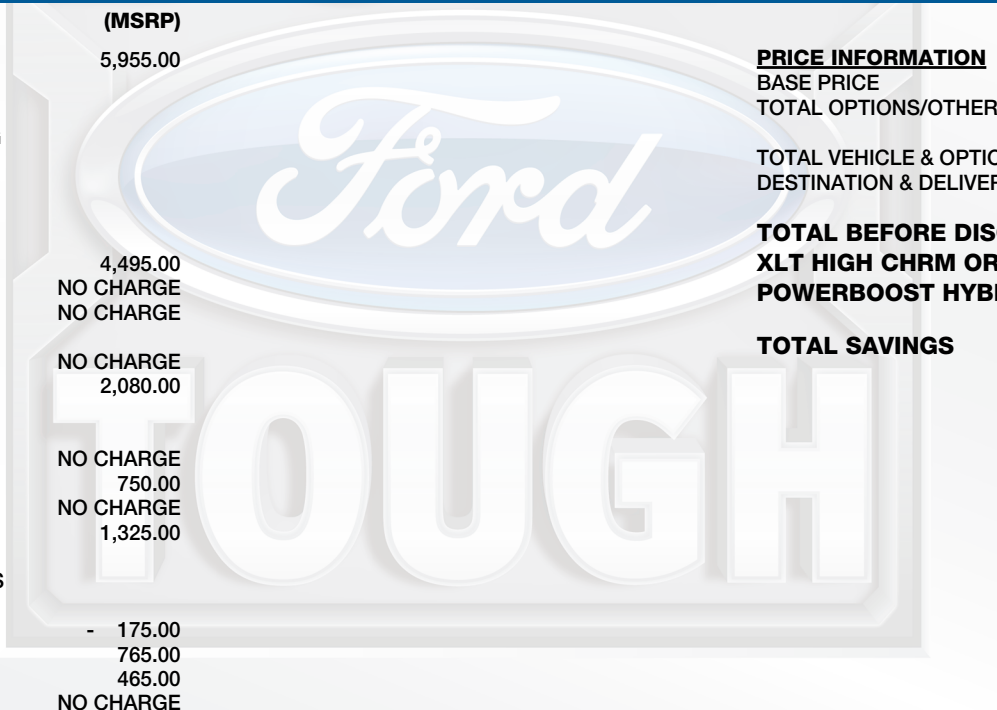 (MSRP)
5,955.00
4,495.00
NO CHARGE
NO CHARGE
NO CHARGE
2,080.00
NO CHARGE
750.00
NO CHARGE
1,325.00
S
- 175.00
765.00
465.00
NO CHARGE
PRICE INFORMATION
BASE PRICE
TOTAL OPTIONS/OTHER
TOTAL VEHICLE & OPTIO
DESTINATION & DELIVER
TOTAL BEFORE DIS
XLT HIGH CHRM OR
POWERBOOST HYB
TOTAL SAVINGS
Ford
TOUGH